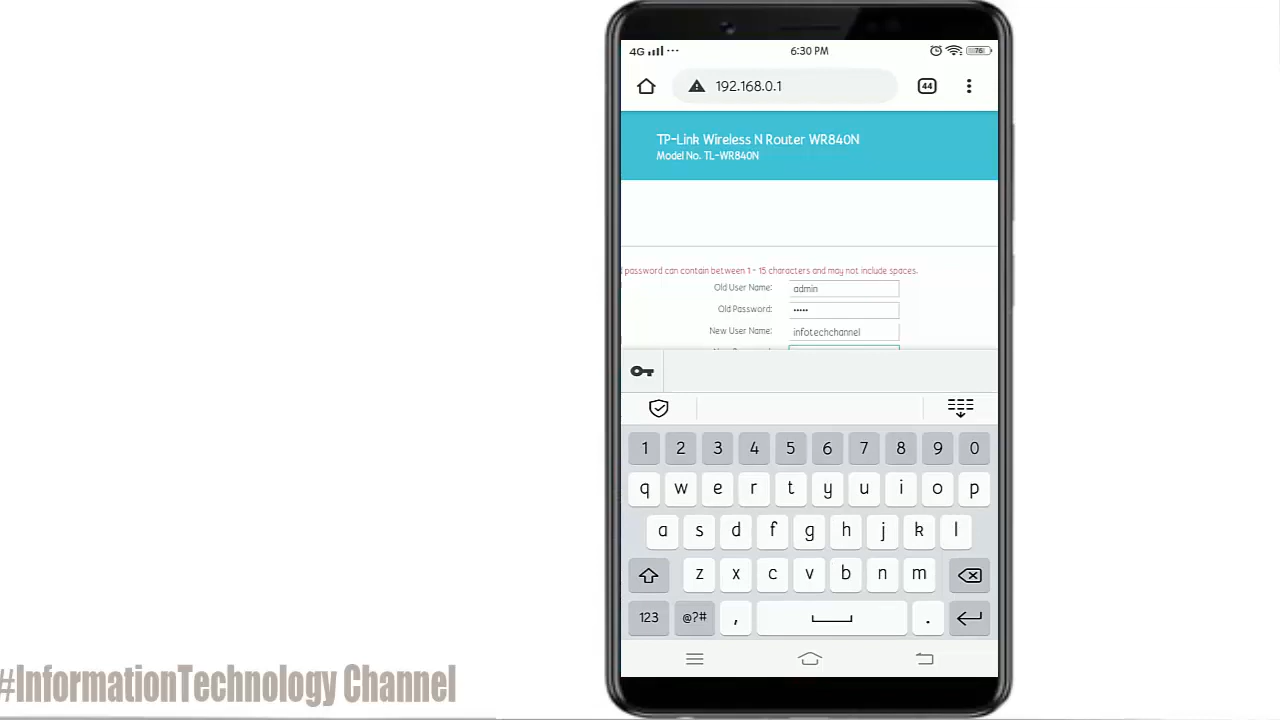 4G 6:30 PM 76
192.168.0.1 44
TP-Link Wireless N Router WR840N
Model No. TL-WR840N
password can contain between 1 - 15 characters and may not include spaces.
Old User Name: admin
Old Password: •••••
New User Name: infotechchannel
1 2 3 4 5 6 7 8 9 0
q w e r t y u i o p
a s d f g h j k l
z x c v b n m
123 @?# , .
#InformationTechnology Channel